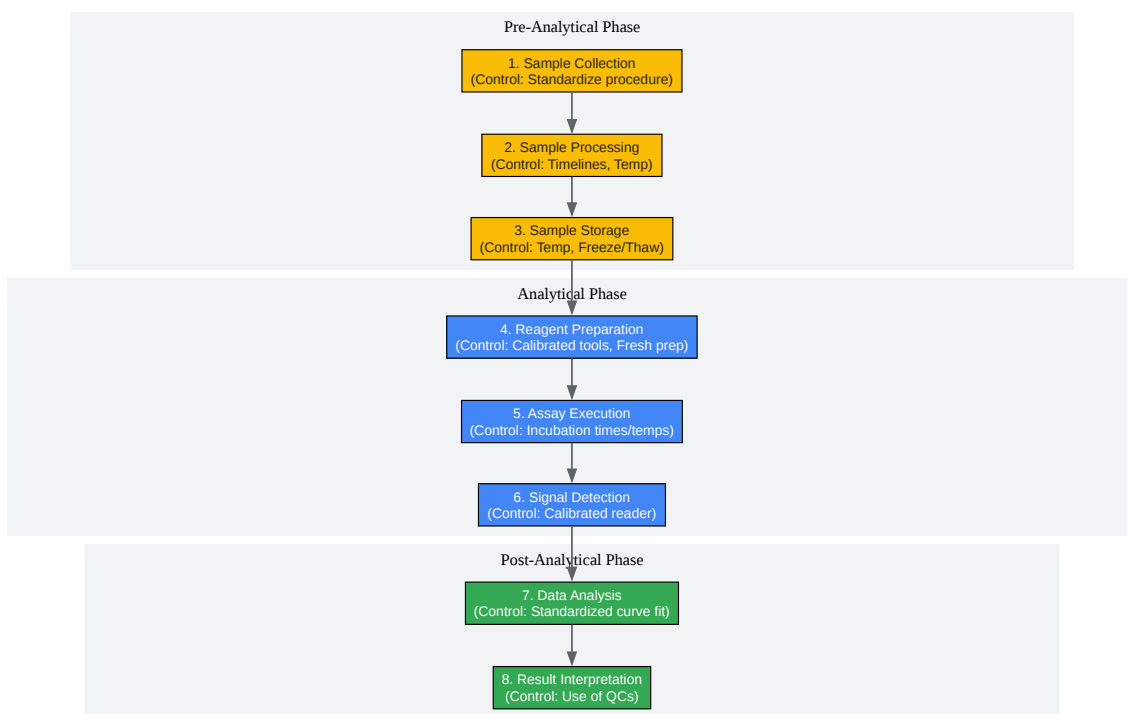 Pre-Analytical Phase
1. Sample Collection
(Control: Standardize procedure)
2. Sample Processing
(Control: Timelines, Temp)
3. Sample Storage
(Control: Temp, Freeze/Thaw)
Analytical Phase
4. Reagent Preparation
(Control: Calibrated tools, Fresh prep)
5. Assay Execution
(Control: Incubation times/temps)
6. Signal Detection
(Control: Calibrated reader)
Post-Analytical Phase
7. Data Analysis
(Control: Standardized curve fit)
8. Result Interpretation
(Control: Use of QCs)